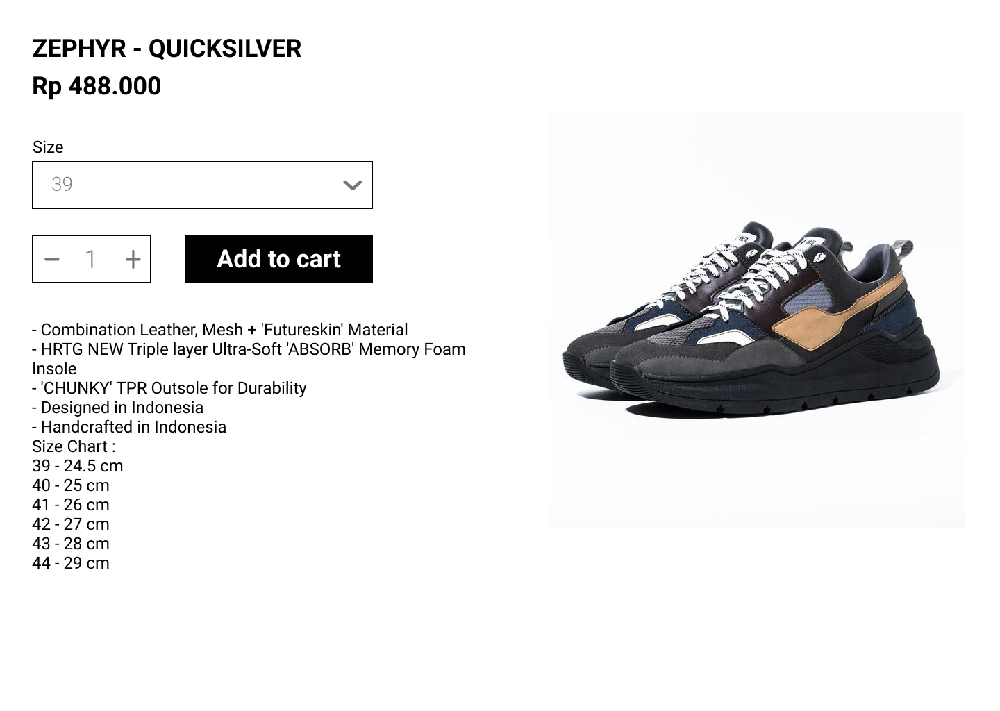 ZEPHYR - QUICKSILVER
Rp 488.000
Size
39
1
Add to cart
- Combination Leather, Mesh + 'Futureskin' Material
- HRTG NEW Triple layer Ultra-Soft 'ABSORB' Memory Foam
Insole
- 'CHUNKY' TPR Outsole for Durability
- Designed in Indonesia
- Handcrafted in Indonesia
Size Chart :
39 - 24.5 cm
40 - 25 cm
41 - 26 cm
42 - 27 cm
43 - 28 cm
44 - 29 cm